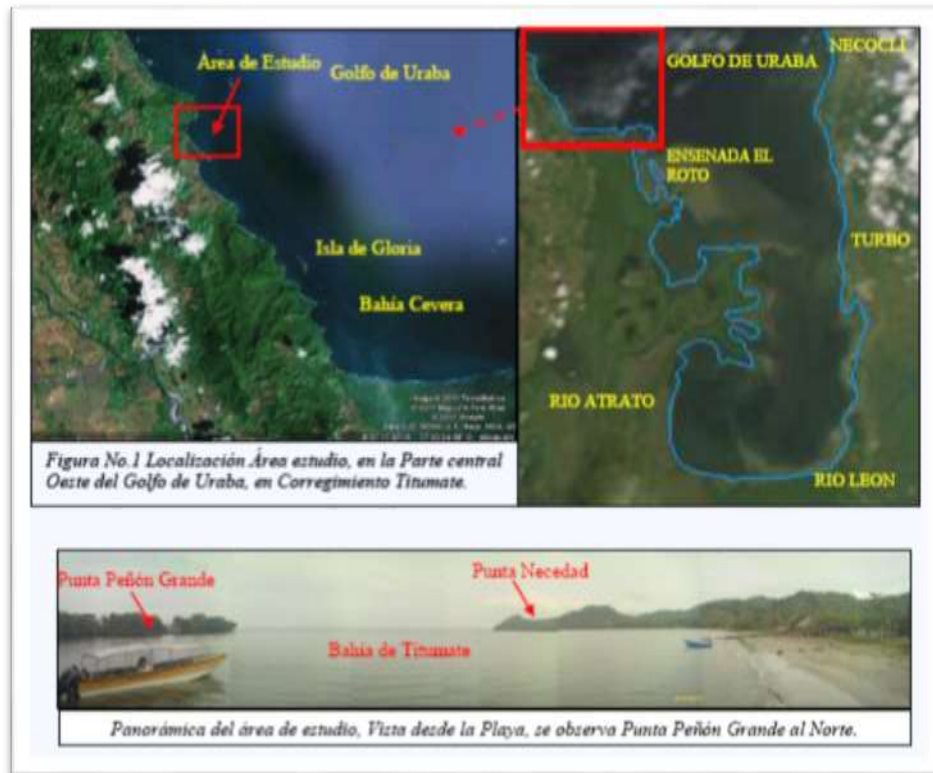 Área de Estudio
Golfo de Uraba
Isla de Gloria
Bahía Cevera
Figura No.1 Localización Área estudio, en la Parte central
Oeste del Golfo de Uraba, en Corregimiento Titumate.
NECOCLI
GOLFO DE URABA
ENSENADA EL
ROTO
TURBO
RIO ATRATO
RIO LEON
Punta Peñón Grande
Punta Necedad
Bahía de Titumate
Panorámica del área de estudio, Vista desde la Playa, se observa Punta Peñón Grande al Norte.